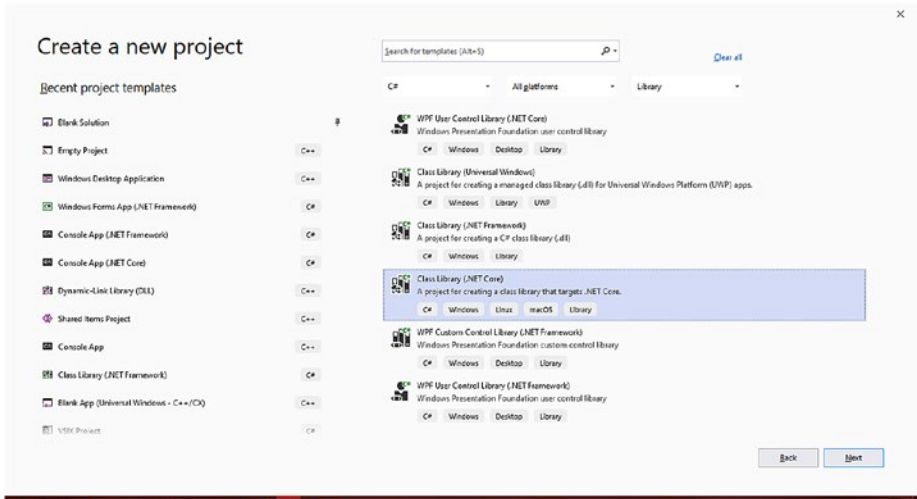 Create a new project
Recent project templates
Blank Solution
Empty Project C++
Windows Desktop Application C++
Windows Forms App (.NET Framework) C#
Console App (.NET Framework) C#
Console App (.NET Core) C#
Dynamic-Link Library (DLL) C++
Shared Items Project C++
Console App C++
Class Library (.NET Framework) C#
Blank App (Universal Windows - C++/CX) C++
VSIX Project C#
Search for templates (Alt+S)
Clear all
C# All platforms Library
WPF User Control Library (.NET Core)
Windows Presentation Foundation user control library
C# Windows Desktop Library
Class Library (Universal Windows)
A project for creating a managed class library (.dll) for Universal Windows Platform (UWP) apps.
C# Windows Library UWP
Class Library (.NET Framework)
A project for creating a C# class library (.dll)
C# Windows Library
Class Library (.NET Core)
A project for creating a class library that targets .NET Core.
C# Windows Linux macOS Library
WPF Custom Control Library (.NET Framework)
Windows Presentation Foundation custom control library
C# Windows Desktop Library
WPF User Control Library (.NET Framework)
Windows Presentation Foundation user control library
C# Windows Desktop Library
Back Next